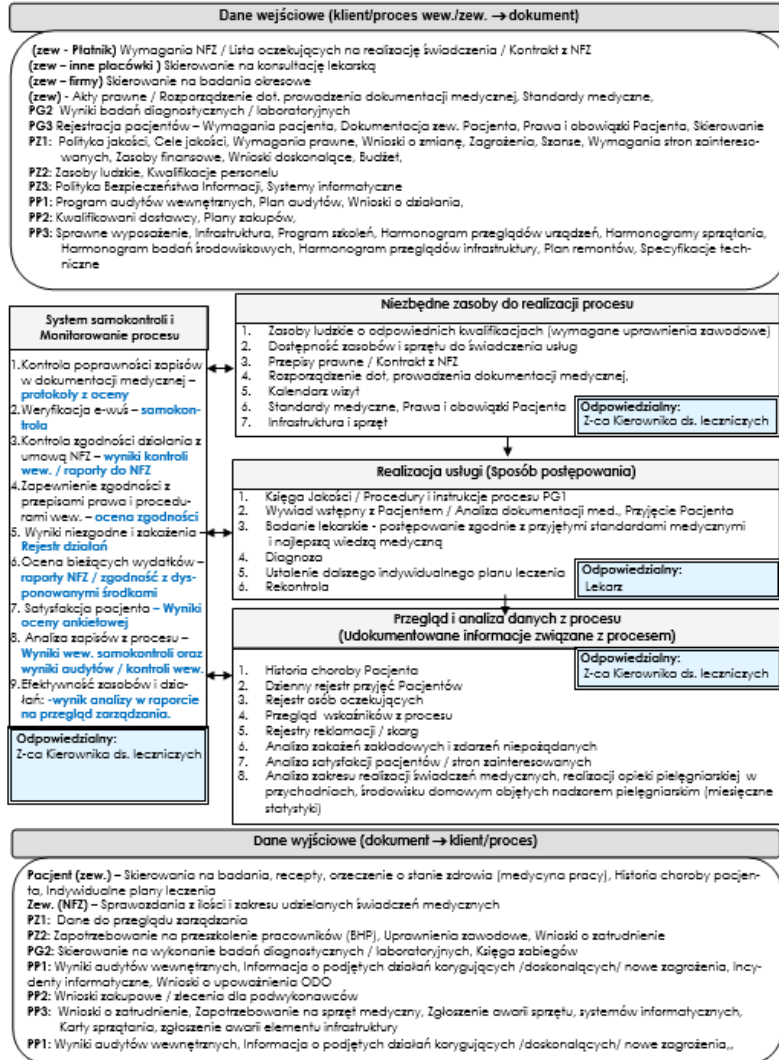 Dane wejściowe (klient/proces wew./zew. → dokument)
(zew - Płatnik) Wymagania NFZ / Lista oczekujących na realizację świadczenia / Kontrakt z NFZ
(zew – inne placówki ) Skierowanie na konsultację lekarską
(zew – firmy) Skierowanie na badania okresowe
(zew) - Akty prawne / Rozporządzenie dot. prowadzenia dokumentacji medycznej, Standardy medyczne,
PG2 Wyniki badań diagnostycznych / laboratoryjnych
PG3 Rejestracja pacjentów – Wymagania pacjenta, Dokumentacja zew. Pacjenta, Prawa i obowiązki Pacjenta, Skierowanie
PZ1: Polityka jakości, Cele jakości, Wymagania prawne, Wnioski o zmianę, Zagrożenia, Szanse, Wymagania stron zaintereso-
wanych, Zasoby finansowe, Wnioski doskonalące, Budżet,
PZ2: Zasoby ludzkie, Kwalifikacje personelu
PZ3: Polityka Bezpieczeństwa Informacji, Systemy informatyczne
PP1: Program audytów wewnętrznych, Plan audytów, Wnioski o działania,
PP2: Kwalifikowani dostawcy, Plany zakupów,
PP3: Sprawne wyposażenie, Infrastruktura, Program szkoleń, Harmonogram przeglądów urządzeń, Harmonogramy sprzątania,
Harmonogram badań środowiskowych, Harmonogram przeglądów infrastruktury, Plan remontów, Specyfikacje tech-
niczne
System samokontroli i
Monitorowanie procesu
1.Kontrola poprawności zapisów
w dokumentacji medycznej –
protokoły z oceny
2.Weryfikacja e-wuś – samokon-
trola
3.Kontrola zgodności działania z
umową NFZ – wyniki kontroli
wew. / raporty do NFZ
4.Zapewnienie zgodności z
przepisami prawa i procedu-
rami wew. – ocena zgodności
5. Wyniki niezgodne i zakażenia
Rejestr działań
6.Ocena bieżących wydatków –
raporty NFZ / zgodność z dys-
ponowanymi środkami
7. Satysfakcja pacjenta – Wyniki
oceny ankietowej
8. Analiza zapisów z procesu –
Wyniki wew. samokontroli oraz
wyniki audytów / kontroli wew.
9.Efektywność zasobów i dzia-
łań: -wynik analizy w raporcie
na przegląd zarządzania.
Odpowiedzialny:
Z-ca Kierownika ds. leczniczych
Niezbędne zasoby do realizacji procesu
1. Zasoby ludzkie o odpowiednich kwalifikacjach (wymagane uprawnienia zawodowe)
2. Dostępność zasobów i sprzętu do świadczenia usług
3. Przepisy prawne / Kontrakt z NFZ
4. Rozporządzenie dot, prowadzenia dokumentacji medycznej,
5. Kalendarz wizyt
6. Standardy medyczne, Prawa i obowiązki Pacjenta
7. Infrastruktura i sprzęt
Odpowiedzialny:
Z-ca Kierownika ds. leczniczych
Realizacja usługi (Sposób postępowania)
1. Księga Jakości / Procedury i instrukcje procesu PG1
2. Wywiad wstępny z Pacjentem / Analiza dokumentacji med., Przyjęcie Pacjenta
3. Badanie lekarskie - postępowanie zgodnie z przyjętymi standardami medycznymi
i najlepszą wiedzą medyczną
4. Diagnoza
5. Ustalenie dalszego indywidualnego planu leczenia
6. Rekontrola
Odpowiedzialny:
Lekarz
Przegląd i analiza danych z procesu
(Udokumentowane informacje związane z procesem)
1. Historia choroby Pacjenta
2. Dzienny rejestr przyjęć Pacjentów
3. Rejestr osób oczekujących
4. Przegląd wskaźników z procesu
5. Rejestry reklamacji / skarg
6. Analiza zakażeń zakładowych i zdarzeń niepożądanych
7. Analiza satysfakcji pacjentów / stron zainteresowanych
8. Analiza zakresu realizacji świadczeń medycznych, realizacji opieki pielęgniarskiej w
przychodniach, środowisku domowym objętych nadzorem pielęgniarskim (miesięczne
statystyki)
Odpowiedzialny:
Z-ca Kierownika ds. leczniczych
Dane wyjściowe (dokument → klient/proces)
Pacjent (zew.) – Skierowania na badania, recepty, orzeczenie o stanie zdrowia (medycyna pracy), Historia choroby pacjen-
ta, Indywidualne plany leczenia
Zew. (NFZ) – Sprawozdania z ilości i zakresu udzielanych świadczeń medycznych
PZ1: Dane do przeglądu zarządzania
PZ2: Zapotrzebowanie na przeszkolenie pracowników (BHP), Uprawnienia zawodowe, Wnioski o zatrudnienie
PG2: Skierowanie na wykonanie badań diagnostycznych / laboratoryjnych, Księga zabiegów
PP1: Wyniki audytów wewnętrznych, Informacja o podjętych działań korygujących /doskonalących/ nowe zagrożenia, Incy-
denty informatyczne, Wnioski o upoważnienia ODO
PP2: Wnioski zakupowe / zlecenia dla podwykonawców
PP3: Wnioski o zatrudnienie, Zapotrzebowanie na sprzęt medyczny, Zgłoszenie awarii sprzętu, systemów informatycznych,
Karty sprzątania, zgłoszenie awarii elementu infrastruktury
PP1: Wyniki audytów wewnętrznych, Informacja o podjętych działań korygujących /doskonalących/ nowe zagrożenia,,